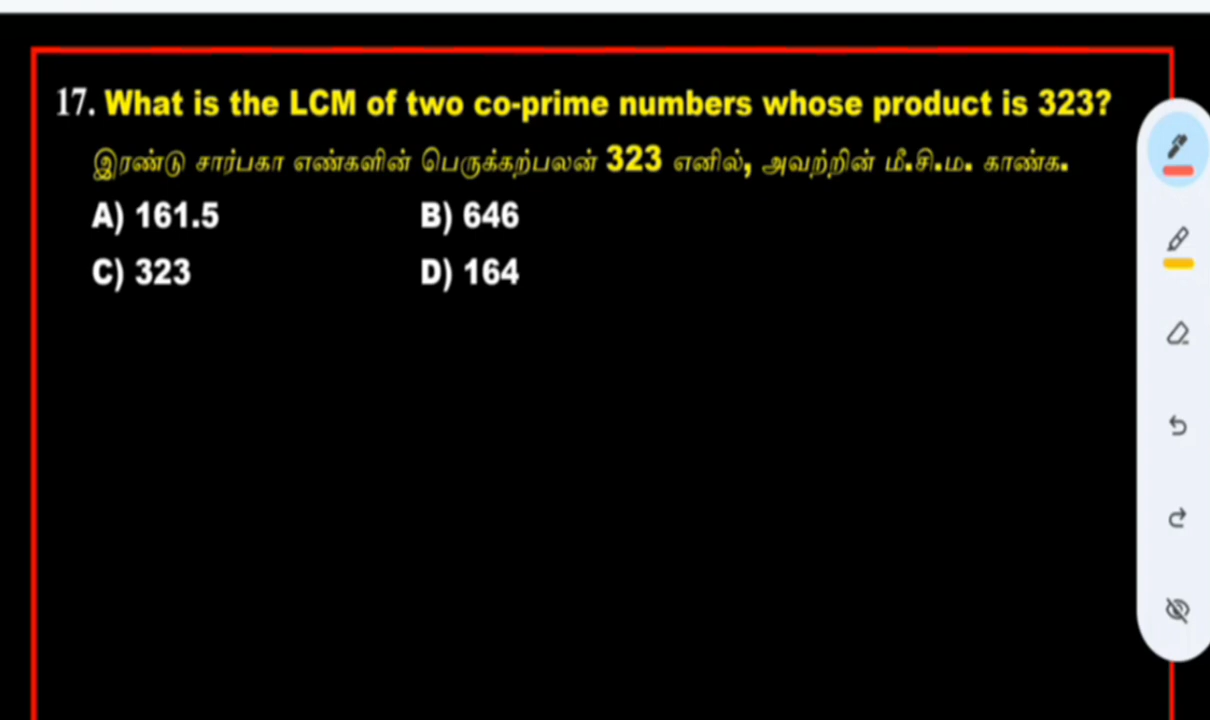 17. What is the LCM of two co-prime numbers whose product is 323?
இரண்டு சார்பகா எண்களின் பெருக்கற்பலன் 323 எனில், அவற்றின் மீ.சி.ம. காண்க.
A) 161.5 B) 646
C) 323 D) 164